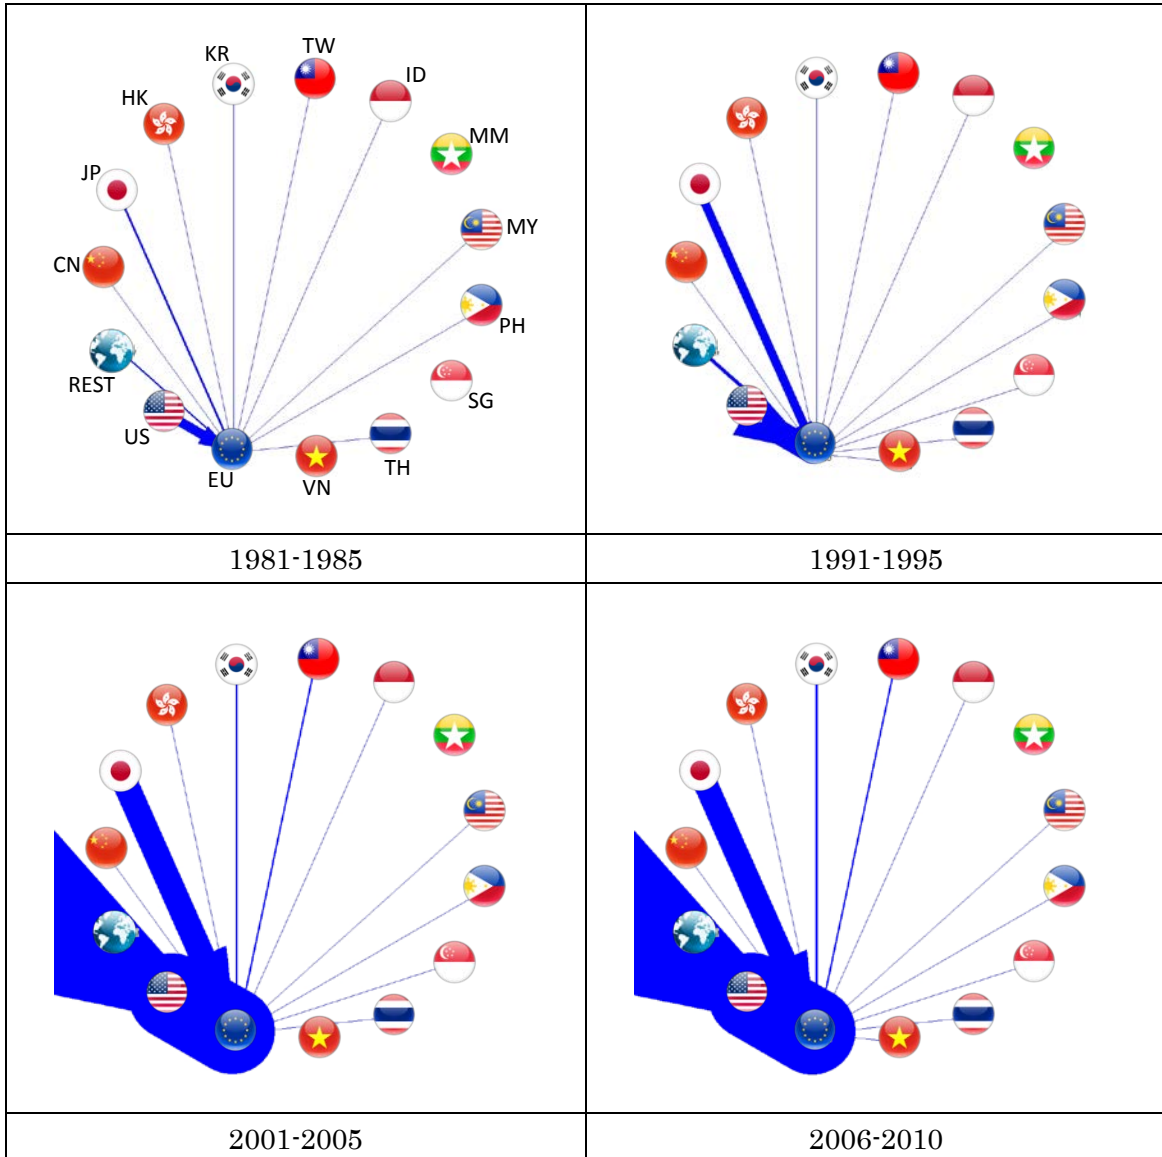 KR
TW
ID
HK
MM
JP
MY
CN
PH
REST
SG
US
TH
EU
VN
1981-1985
1991-1995
2001-2005
2006-2010